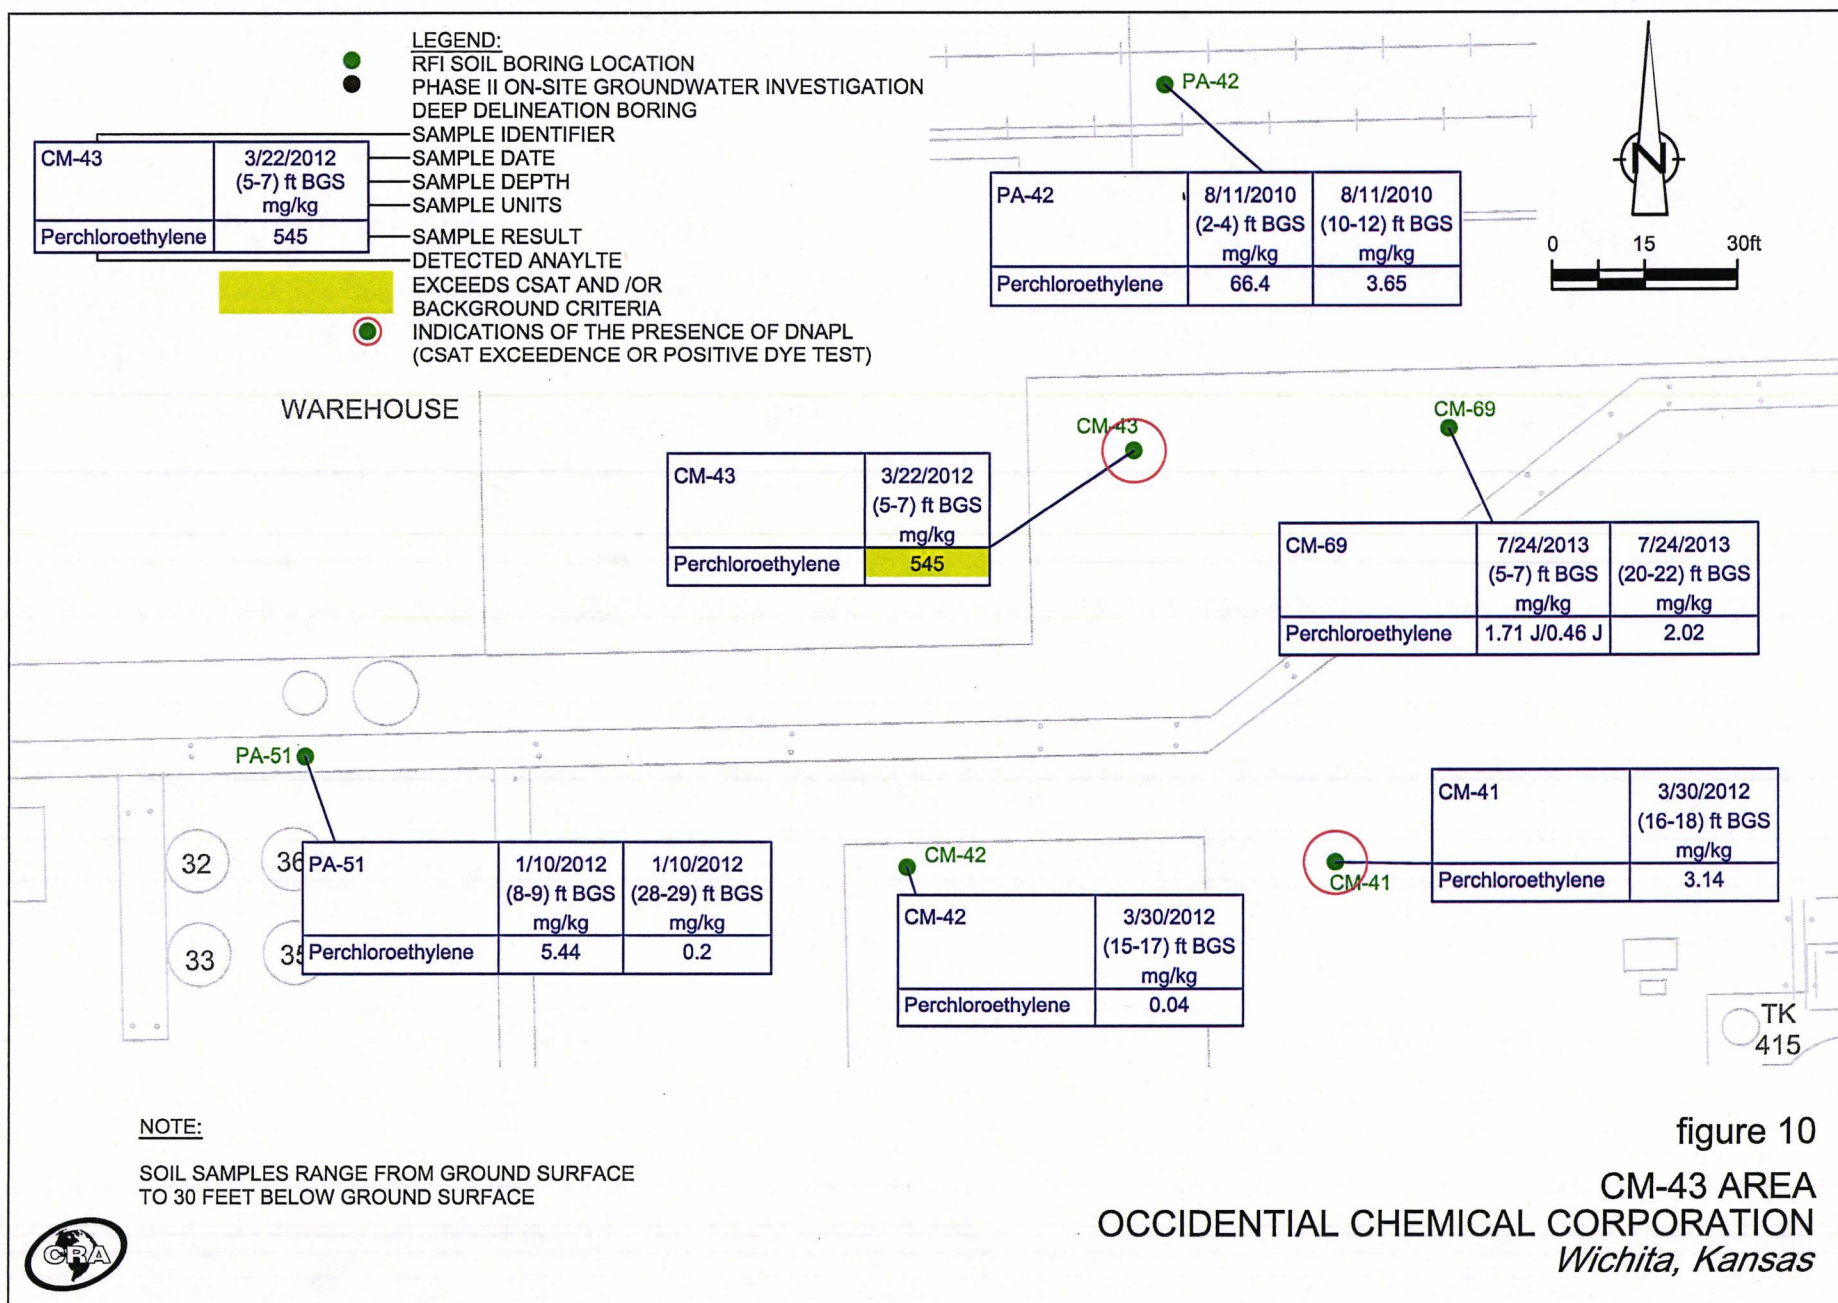 LEGEND:
RFI SOIL BORING LOCATION
PHASE II ON-SITE GROUNDWATER INVESTIGATION
DEEP DELINEATION BORING
SAMPLE IDENTIFIER
SAMPLE DATE
SAMPLE DEPTH
SAMPLE UNITS
SAMPLE RESULT
DETECTED ANAYLTE
EXCEEDS CSAT AND /OR
BACKGROUND CRITERIA
INDICATIONS OF THE PRESENCE OF DNAPL
(CSAT EXCEEDENCE OR POSITIVE DYE TEST)
CM-43 3/22/2012
(5-7) ft BGS
mg/kg
Perchloroethylene 545
PA-42
PA-42 8/11/2010 8/11/2010
(2-4) ft BGS (10-12) ft BGS
mg/kg mg/kg
Perchloroethylene 66.4 3.65
N
0 15 30ft
WAREHOUSE
CM-43
CM-43 3/22/2012
(5-7) ft BGS
mg/kg
Perchloroethylene 545
CM-69
CM-69 7/24/2013 7/24/2013
(5-7) ft BGS (20-22) ft BGS
mg/kg mg/kg
Perchloroethylene 1.71 J/0.46 J 2.02
PA-51
32 36
33 35
PA-51 1/10/2012 1/10/2012
(8-9) ft BGS (28-29) ft BGS
mg/kg mg/kg
Perchloroethylene 5.44 0.2
CM-42
CM-42 3/30/2012
(15-17) ft BGS
mg/kg
Perchloroethylene 0.04
CM-41
CM-41 3/30/2012
(16-18) ft BGS
mg/kg
Perchloroethylene 3.14
TK
415
NOTE:
SOIL SAMPLES RANGE FROM GROUND SURFACE
TO 30 FEET BELOW GROUND SURFACE
CRA
figure 10
CM-43 AREA
OCCIDENTIAL CHEMICAL CORPORATION
Wichita, Kansas